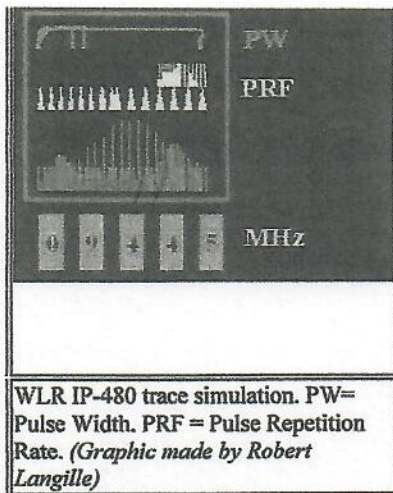 PW
PRF
0 9 4 4 5 MHz
WLR IP-480 trace simulation. PW=
Pulse Width. PRF = Pulse Repetition
Rate. (Graphic made by Robert
Langille)